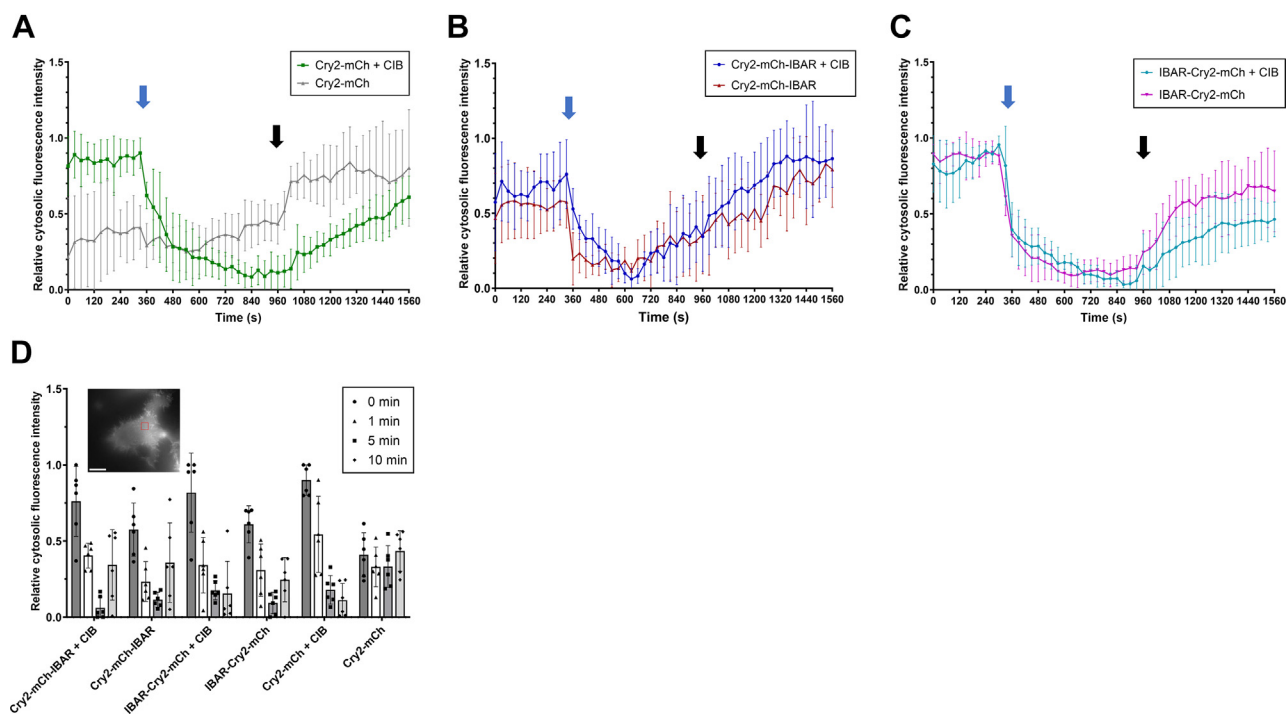 A
Relative cytosolic fluorescence intensity
1.5
1.0
0.5
0.0
0 120 240 360 480 600 720 840 960 1080 1200 1320 1440 1560
Time (s)
Cry2-mCh + CIB
Cry2-mCh
B
Relative cytosolic fluorescence intensity
1.5
1.0
0.5
0.0
0 120 240 360 480 600 720 840 960 1080 1200 1320 1440 1560
Time (s)
Cry2-mCh-IBAR + CIB
Cry2-mCh-IBAR
C
Relative cytosolic fluorescence intensity
1.5
1.0
0.5
0.0
0 120 240 360 480 600 720 840 960 1080 1200 1320 1440 1560
Time (s)
IBAR-Cry2-mCh + CIB
IBAR-Cry2-mCh
D
Relative cytosolic fluorescence intensity
1.5
1.0
0.5
0.0
0 min
1 min
5 min
10 min
Cry2-mCh-IBAR + CIB
Cry2-mCh-IBAR
IBAR-Cry2-mCh + CIB
IBAR-Cry2-mCh
Cry2-mCh + CIB
Cry2-mCh